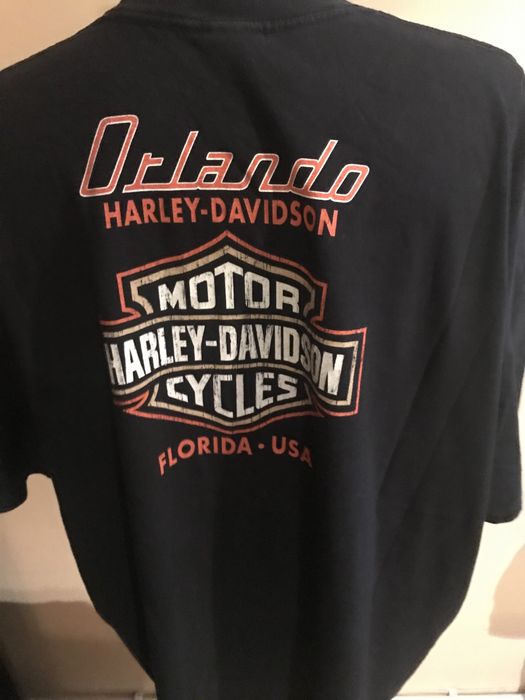 Orlando
HARLEY-DAVIDSON
MOTOR
HARLEY-DAVIDSON
CYCLES
FLORIDA · USA